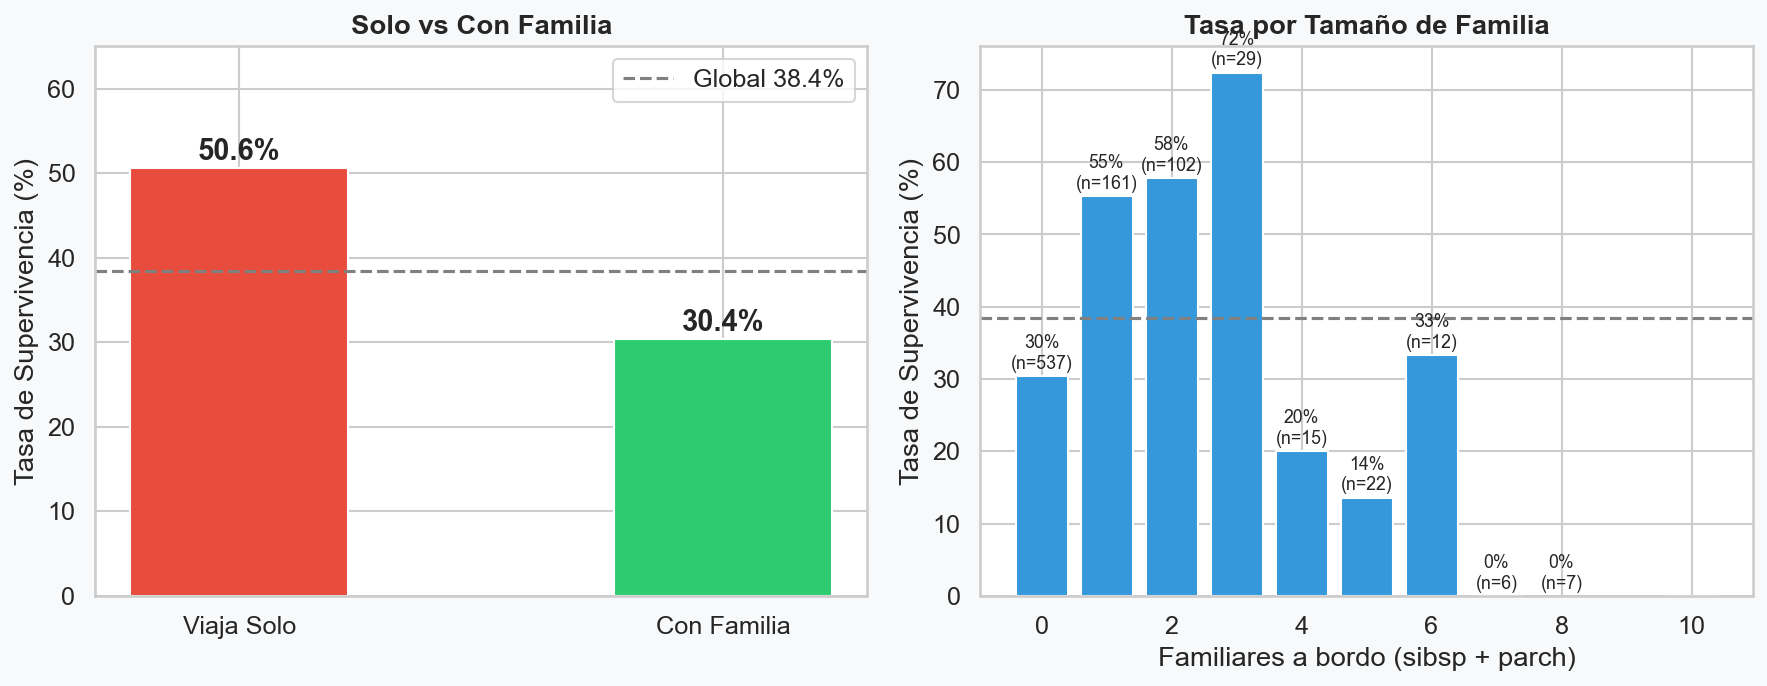 Solo vs Con Familia
Tasa de Supervivencia (%)
60
50
40
30
20
10
0
Global 38.4%
50.6%
30.4%
Viaja Solo
Con Familia
Tasa por Tamaño de Familia
Tasa de Supervivencia (%)
70
60
50
40
30
20
10
0
30%
(n=537)
55%
(n=161)
58%
(n=102)
72%
(n=29)
20%
(n=15)
14%
(n=22)
33%
(n=12)
0%
(n=6)
0%
(n=7)
0
2
4
6
8
10
Familiares a bordo (sibsp + parch)